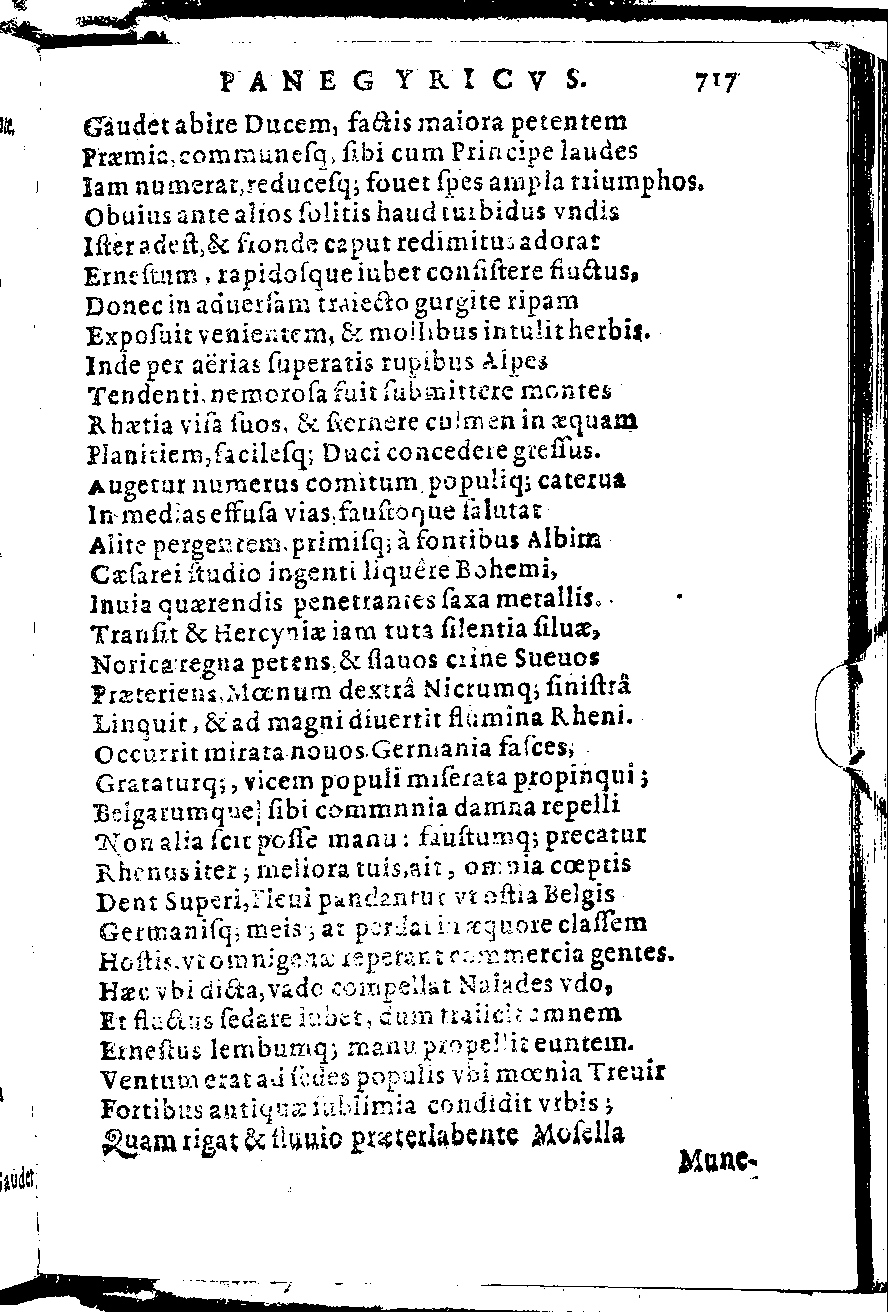 PANEGYRICVS. 717
Gaudet abire Ducem, factis maiora petentem
Præmia, communesq, sibi cum Principe laudes
Iam numerat, reducesq; fouet spes ampla triumphos.
Obuius ante alios solitis haud turbidus vndis
Ister adest, & fronde caput redimitus adorat
Ernestum, rapidosque iubet consistere fluctus,
Donec in aduersam traiecto gurgite ripam
Exposuit venientem, & mollibus intulit herbis.
Inde per aërias superatis rupibus Alpes
Tendenti, nemorosa fuit submittere montes
Rhætia visa suos, & sternere culmen in æquam
Planitiem, facilesq; Duci concedere gressus.
Augetur numerus comitum, populiq; caterua
In medias effusa vias, faustoque salutat
Alite pergentem, primisq; à fontibus Albim
Cæsarei studio ingenti liquêre Bohemi,
Inuia quærendis penetrantes saxa metallis.
Transit & Hercyniæ iam tuta silentia siluæ,
Norica regna petens, & flauos crine Sueuos
Præteriens, Mœnum dextrâ Nicrumq; sinistrâ
Linquit, & ad magni diuertit flumina Rheni.
Occurrit mirata nouos Germania fasces,
Grataturq;, vicem populi miserata propinqui;
Belgarumque sibi commnnia damna repelli
Non alia scit posse manu: faustumq; precatur
Rhenus iter; meliora tuis, ait, omnia cœptis
Dent Superi, pandantur vt ostia Belgis
Germanisq; meis; at perdat in æquore classem
Hostis, vt omnigenæ repetant commercia gentes.
Hæc vbi dicta, vado compellat Naiades vdo,
Et fluctus sedare iubet, dum traiicit amnem
Ernestus lembumq; manu propellit euntem.
Ventum erat ad sedes populis vbi mœnia Treuir
Fortibus antiquæ sublimia condidit vrbis;
Quam rigat & fluuio præterlabente Mosella
Mune-
Gaudet